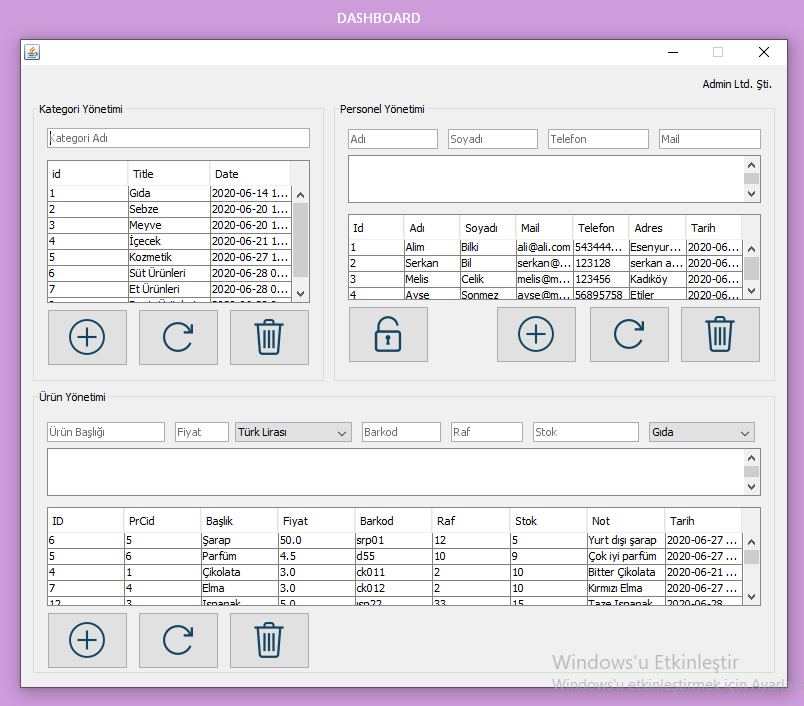 DASHBOARD
Admin Ltd. Şti.
Kategori Yönetimi
Kategori Adı
id Title Date
1 Gıda 2020-06-14 1...
2 Sebze 2020-06-20 1...
3 Meyve 2020-06-20 1...
4 İçecek 2020-06-21 1...
5 Kozmetik 2020-06-27 1...
6 Süt Ürünleri 2020-06-28 0...
7 Et Ürünleri 2020-06-28 0...
Personel Yönetimi
Adı Soyadı Telefon Mail
Id Adı Soyadı Mail Telefon Adres Tarih
1 Alim Bilki ali@ali.com 543444... Esenyur... 2020-06...
2 Serkan Bil serkan@... 123128 serkan a... 2020-06...
3 Melis Celik melis@m... 123456 Kadıköy 2020-06...
4 Ayse Sonmez ayse@m... 56895758 Etiler 2020-06...
Ürün Yönetimi
Ürün Başlığı Fiyat Türk Lirası Barkod Raf Stok Gıda
ID PrCid Başlık Fiyat Barkod Raf Stok Not Tarih
6 5 Şarap 50.0 srp01 12 5 Yurt dışı şarap 2020-06-27 ...
5 6 Parfüm 4.5 d55 10 9 Çok iyi parfüm 2020-06-27 ...
4 1 Çikolata 3.0 ck011 2 10 Bitter Çikolata 2020-06-21 ...
7 4 Elma 3.0 ck012 2 10 Kırmızı Elma 2020-06-27 ...
12 3 Ispanak 5.0 isp22 33 15 Taze Ispanak 2020-06-28 ...
Windows'u Etkinleştir
Windows'u etkinleştirmek için Ayarla